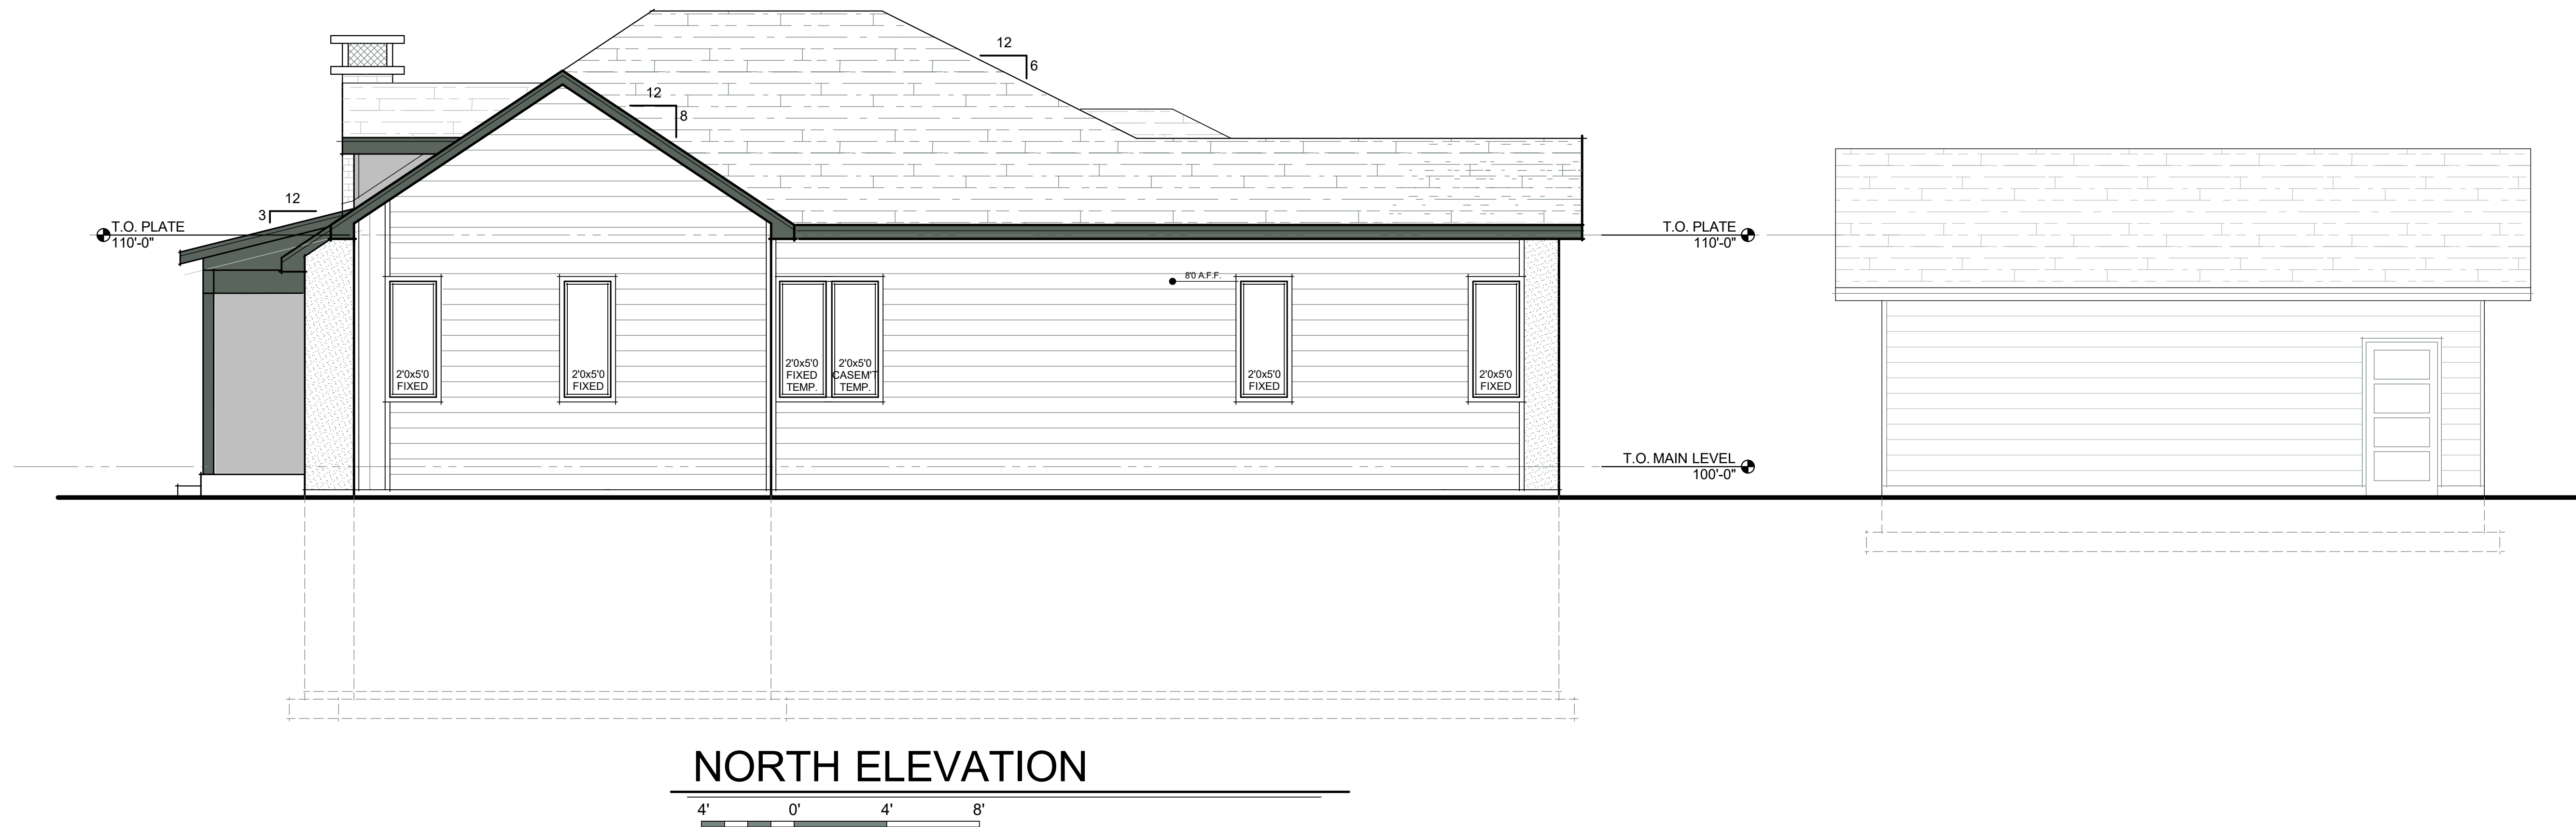 12
6
12
8
12
3
T.O. PLATE
110'-0"
T.O. PLATE
110'-0"
8'0 A.F.F.
2'0x5'0
FIXED
2'0x5'0
FIXED
2'0x5'0
FIXED
TEMP.
2'0x5'0
CASEM'T
TEMP.
2'0x5'0
FIXED
2'0x5'0
FIXED
T.O. MAIN LEVEL
100'-0"
NORTH ELEVATION
4' 0' 4' 8'